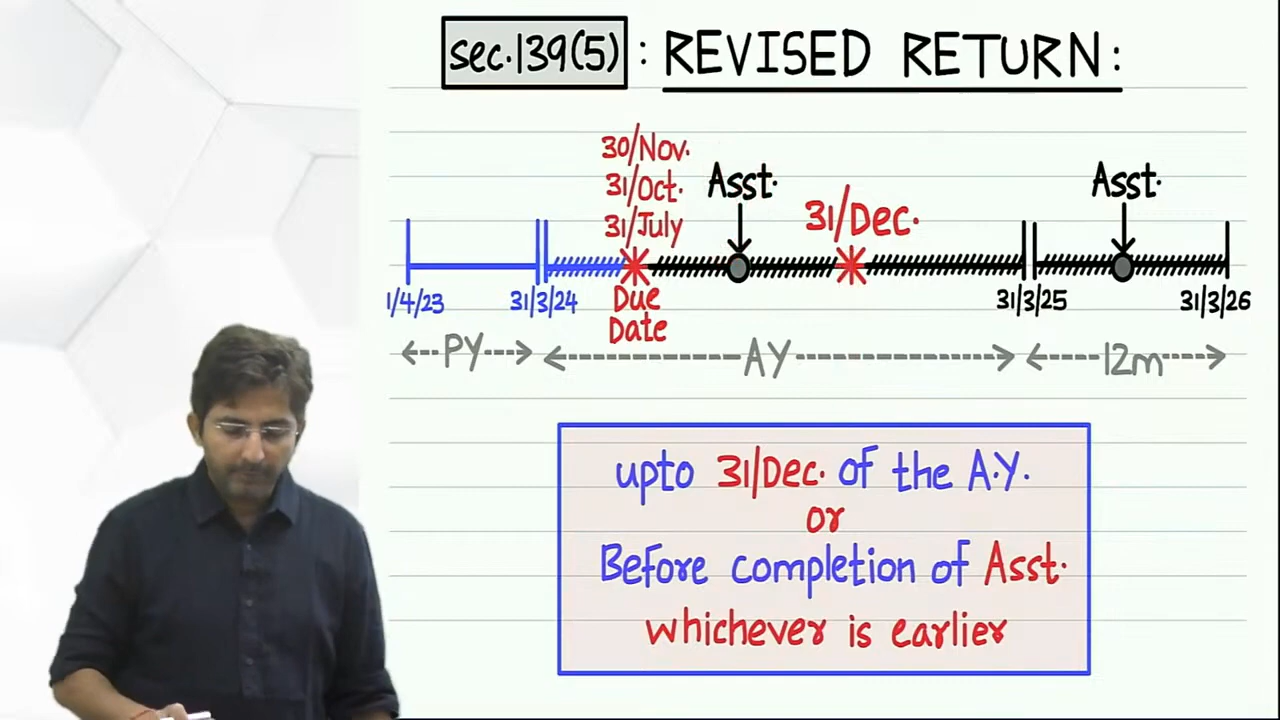 sec.139(5) : REVISED RETURN :
30/Nov.
31/Oct.
31/July
Asst.
31/Dec.
Asst.
1/4/23
31/3/24
Due
Date
31/3/25
31/3/26
PY
AY
12m
upto 31/Dec. of the A.Y.
or
Before completion of Asst.
whichever is earlier